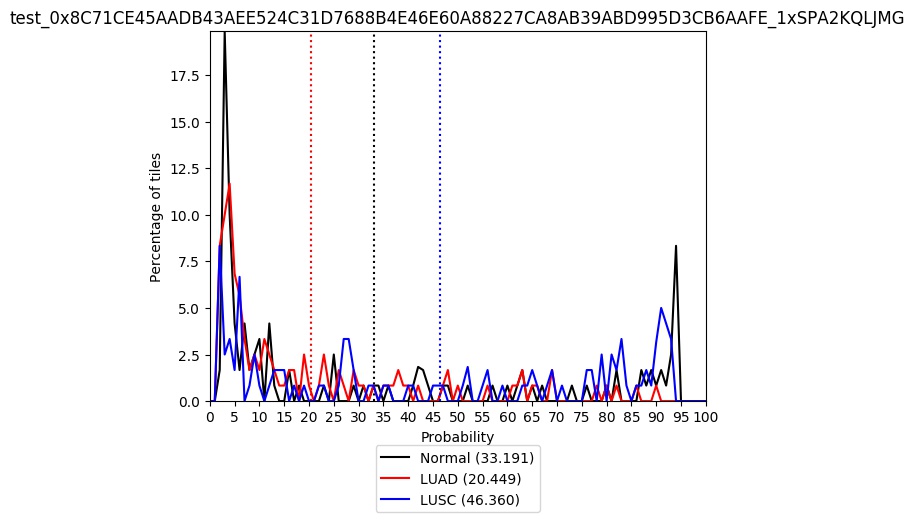 test_0x8C71CE45AADB43AEE524C31D7688B4E46E60A88227CA8AB39ABD995D3CB6AAFE_1xSPA2KQLJMG
17.5
15.0
12.5
10.0
7.5
5.0
2.5
0.0
Percentage of tiles
0 5 10 15 20 25 30 35 40 45 50 55 60 65 70 75 80 85 90 95 100
Probability
Normal (33.191)
LUAD (20.449)
LUSC (46.360)